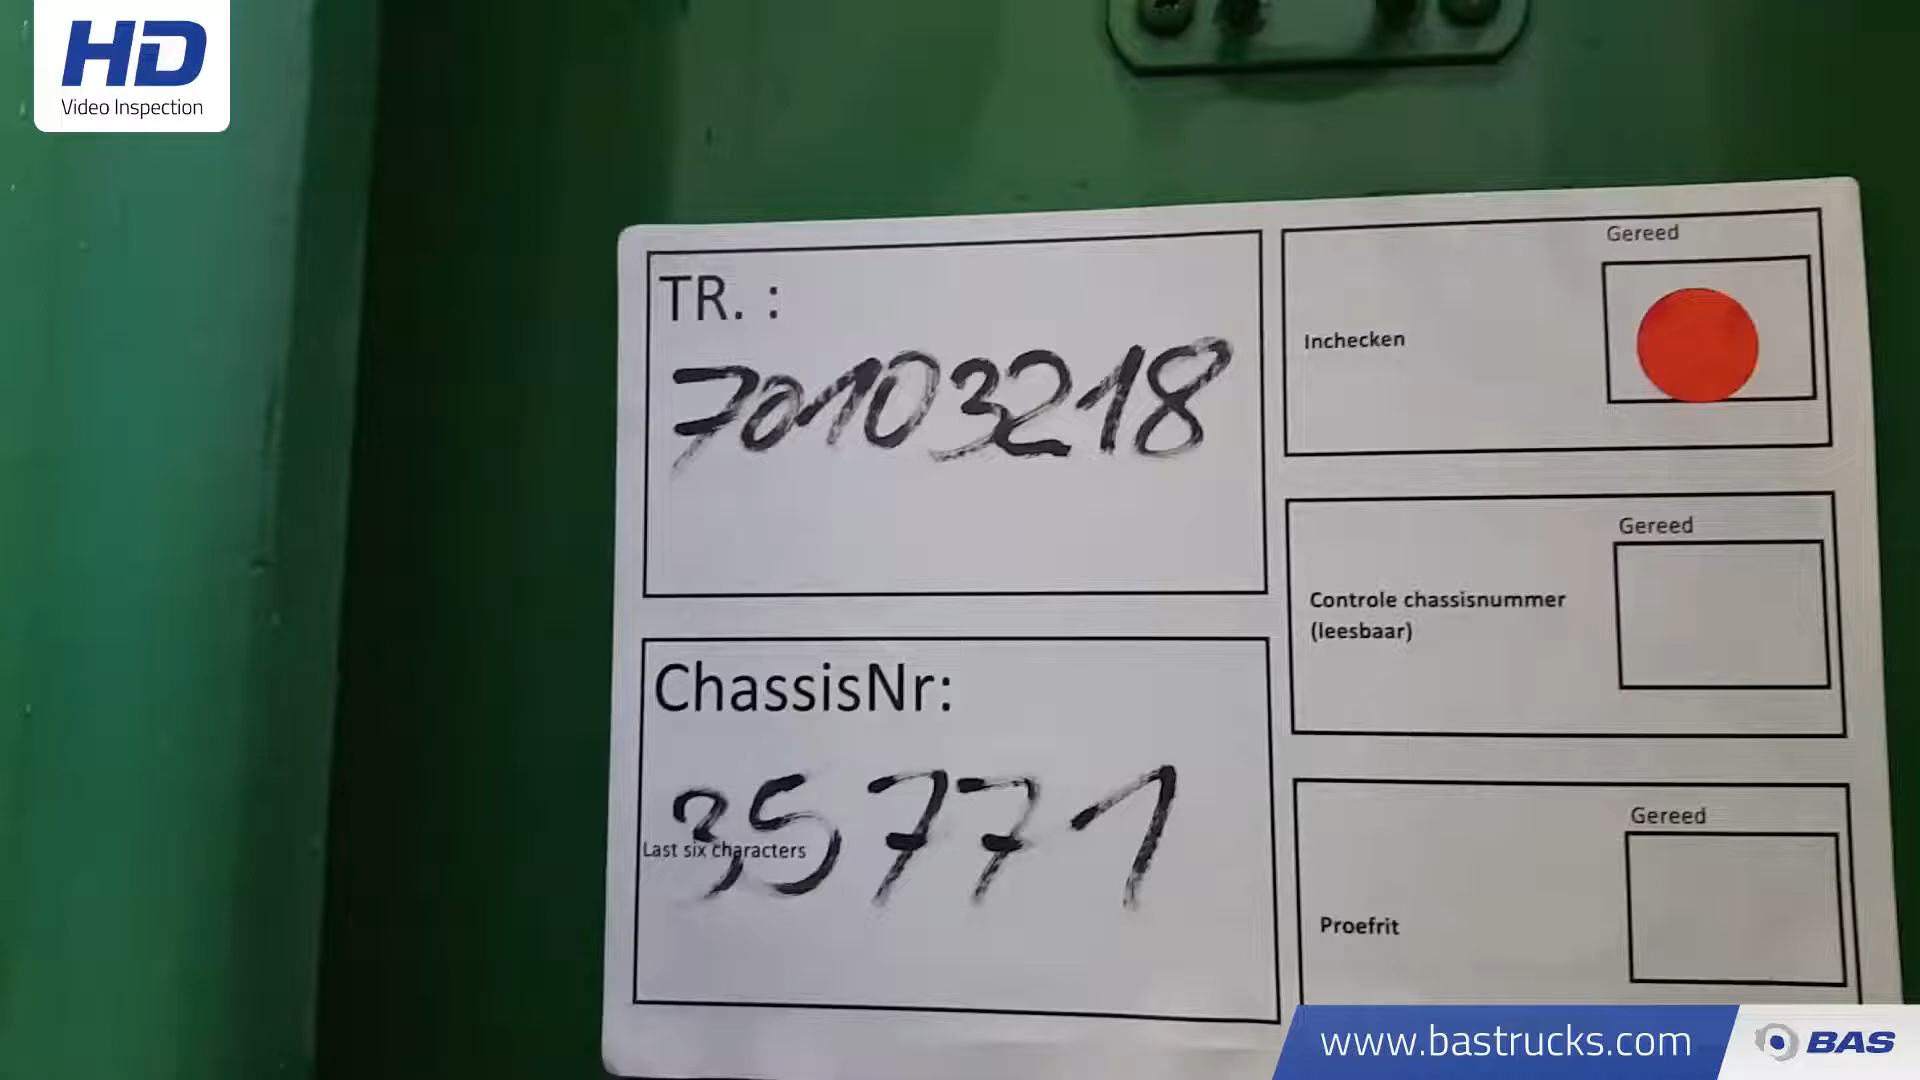 HD
Video Inspection
TR. :
70103218
ChassisNr:
35771
Last six characters
Gereed
Inchecken
Gereed
Controle chassisnummer
(leesbaar)
Gereed
Proefrit
www.bastrucks.com
BAS